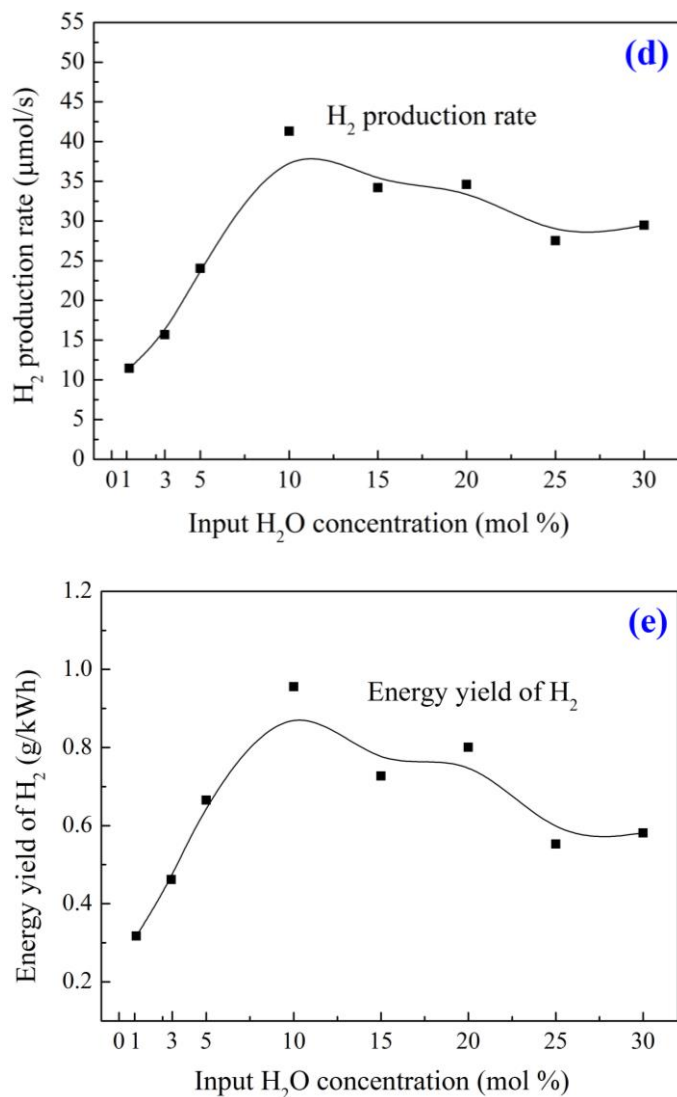 55
50
45
40
35
30
25
20
15
10
5
0
H₂ production rate (μmol/s)
(d)
H₂ production rate
0 1 3 5 10 15 20 25 30
Input H₂O concentration (mol %)
1.2
1.0
0.8
0.6
0.4
0.2
Energy yield of H₂ (g/kWh)
(e)
Energy yield of H₂
0 1 3 5 10 15 20 25 30
Input H₂O concentration (mol %)